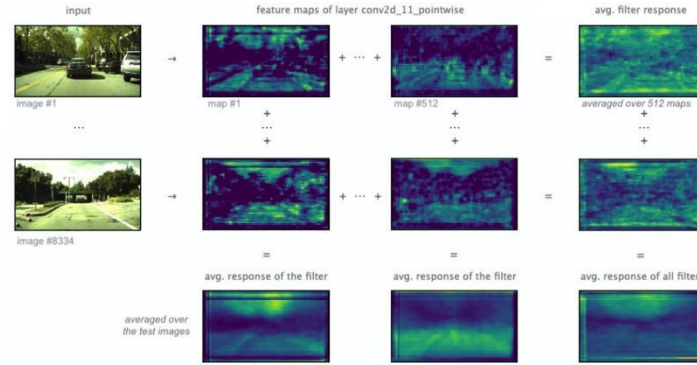 input
feature maps of layer conv2d_11_pointwise
avg. filter response
→
+ ... +
=
image #1
map #1
map #512
averaged over 512 maps
+
+
+
...
...
...
...
+
+
+
→
+ ... +
=
image #8334
=
=
=
avg. response of the filter
avg. response of the filter
avg. response of all filter
averaged over
the test images